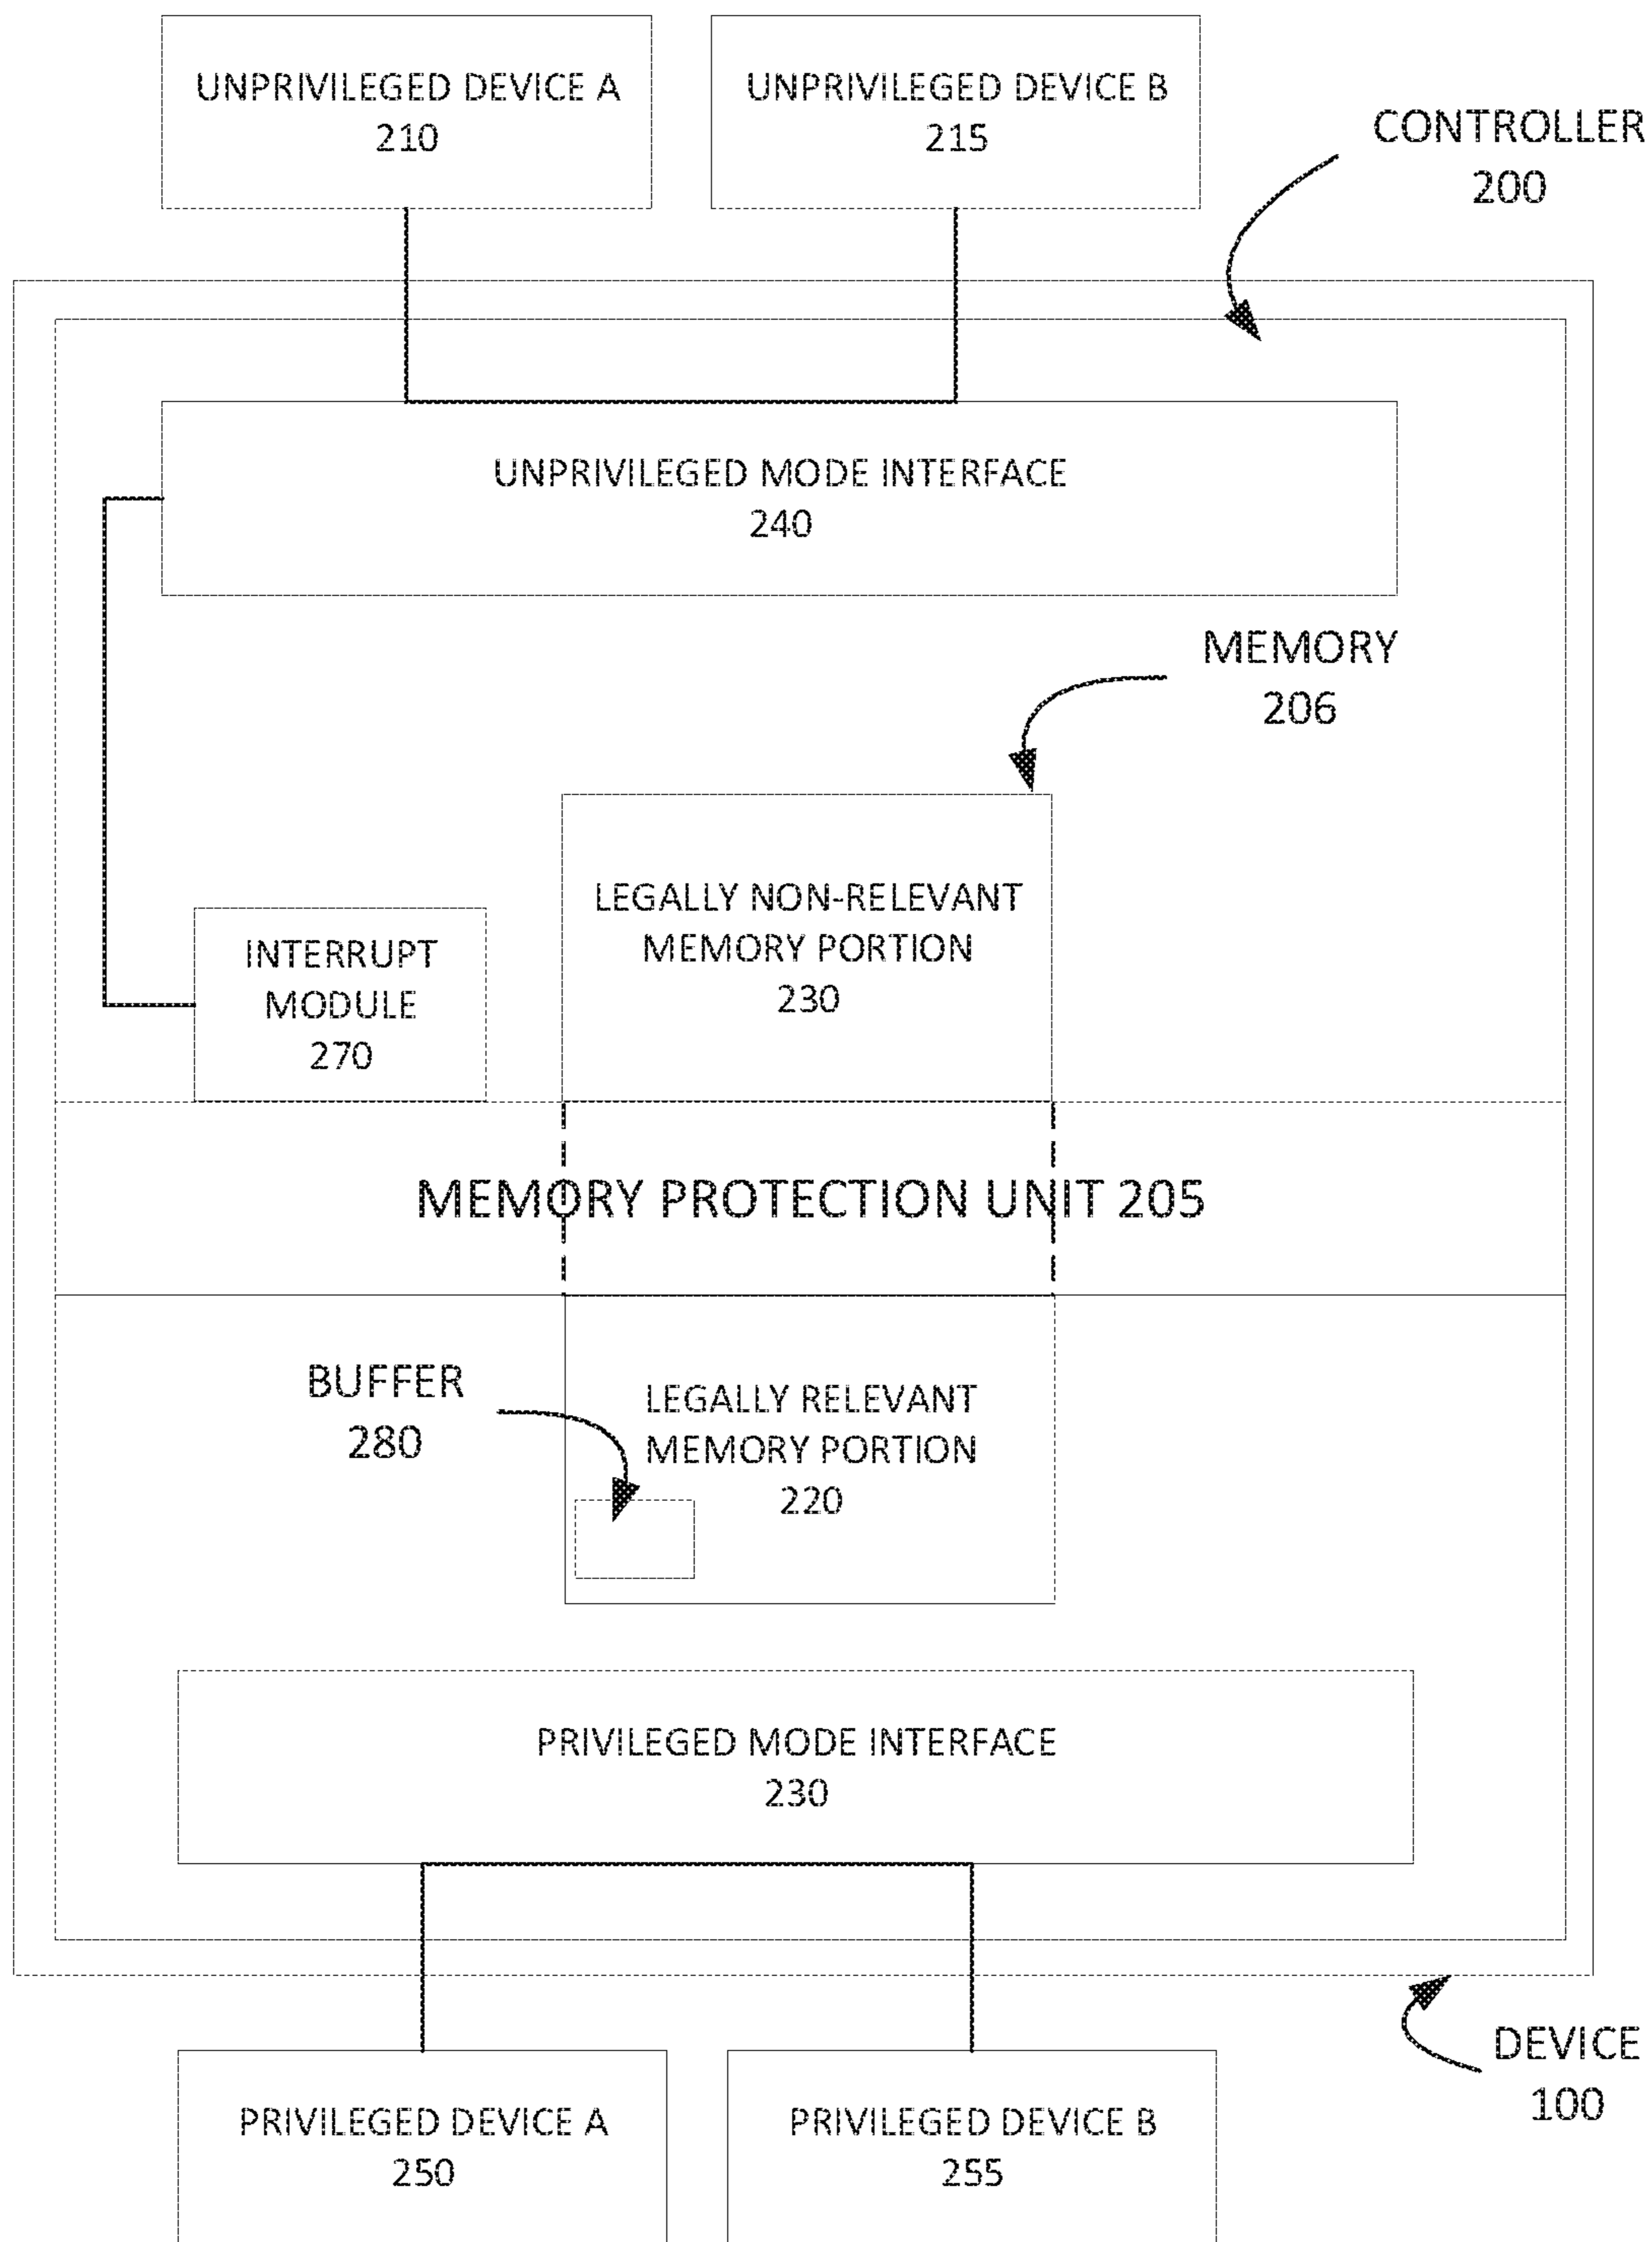 UNPRIVILEGED DEVICE A
210
UNPRIVILEGED DEVICE B
215
CONTROLLER
200
UNPRIVILEGED MODE INTERFACE
240
MEMORY
206
LEGALLY NON-RELEVANT
MEMORY PORTION
230
INTERRUPT
MODULE
270
MEMORY PROTECTION UNIT 205
BUFFER
280
LEGALLY RELEVANT
MEMORY PORTION
220
PRIVILEGED MODE INTERFACE
230
DEVICE
100
PRIVILEGED DEVICE A
250
PRIVILEGED DEVICE B
255